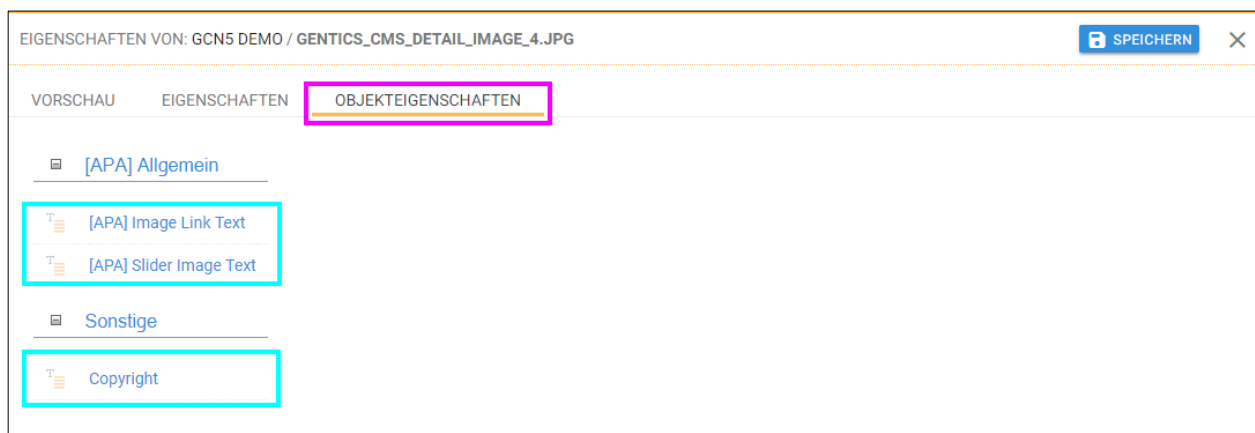 EIGENSCHAFTEN VON: GCN5 DEMO / GENTICS_CMS_DETAIL_IMAGE_4.JPG SPEICHERN
VORSCHAU EIGENSCHAFTEN OBJEKTEIGENSCHAFTEN
[APA] Allgemein
[APA] Image Link Text
[APA] Slider Image Text
Sonstige
Copyright